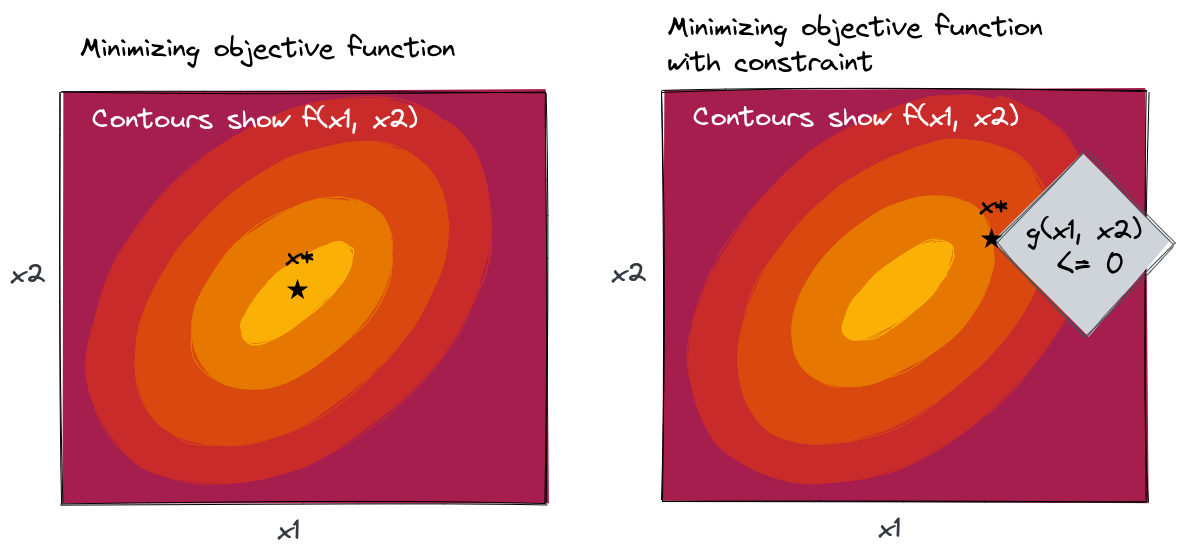 Minimizing objective function
Contours show f(x1, x2)
x*
x2
x1
Minimizing objective function
with constraint
Contours show f(x1, x2)
x*
g(x1, x2)
<= 0
x2
x1